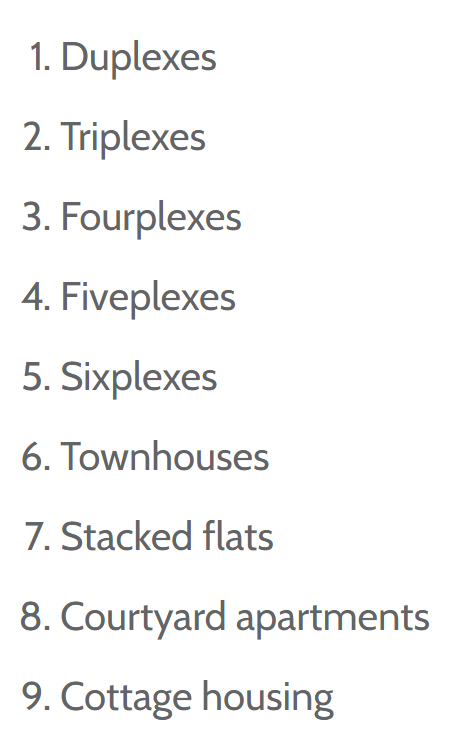 1. Duplexes
2. Triplexes
3. Fourplexes
4. Fiveplexes
5. Sixplexes
6. Townhouses
7. Stacked flats
8. Courtyard apartments
9. Cottage housing